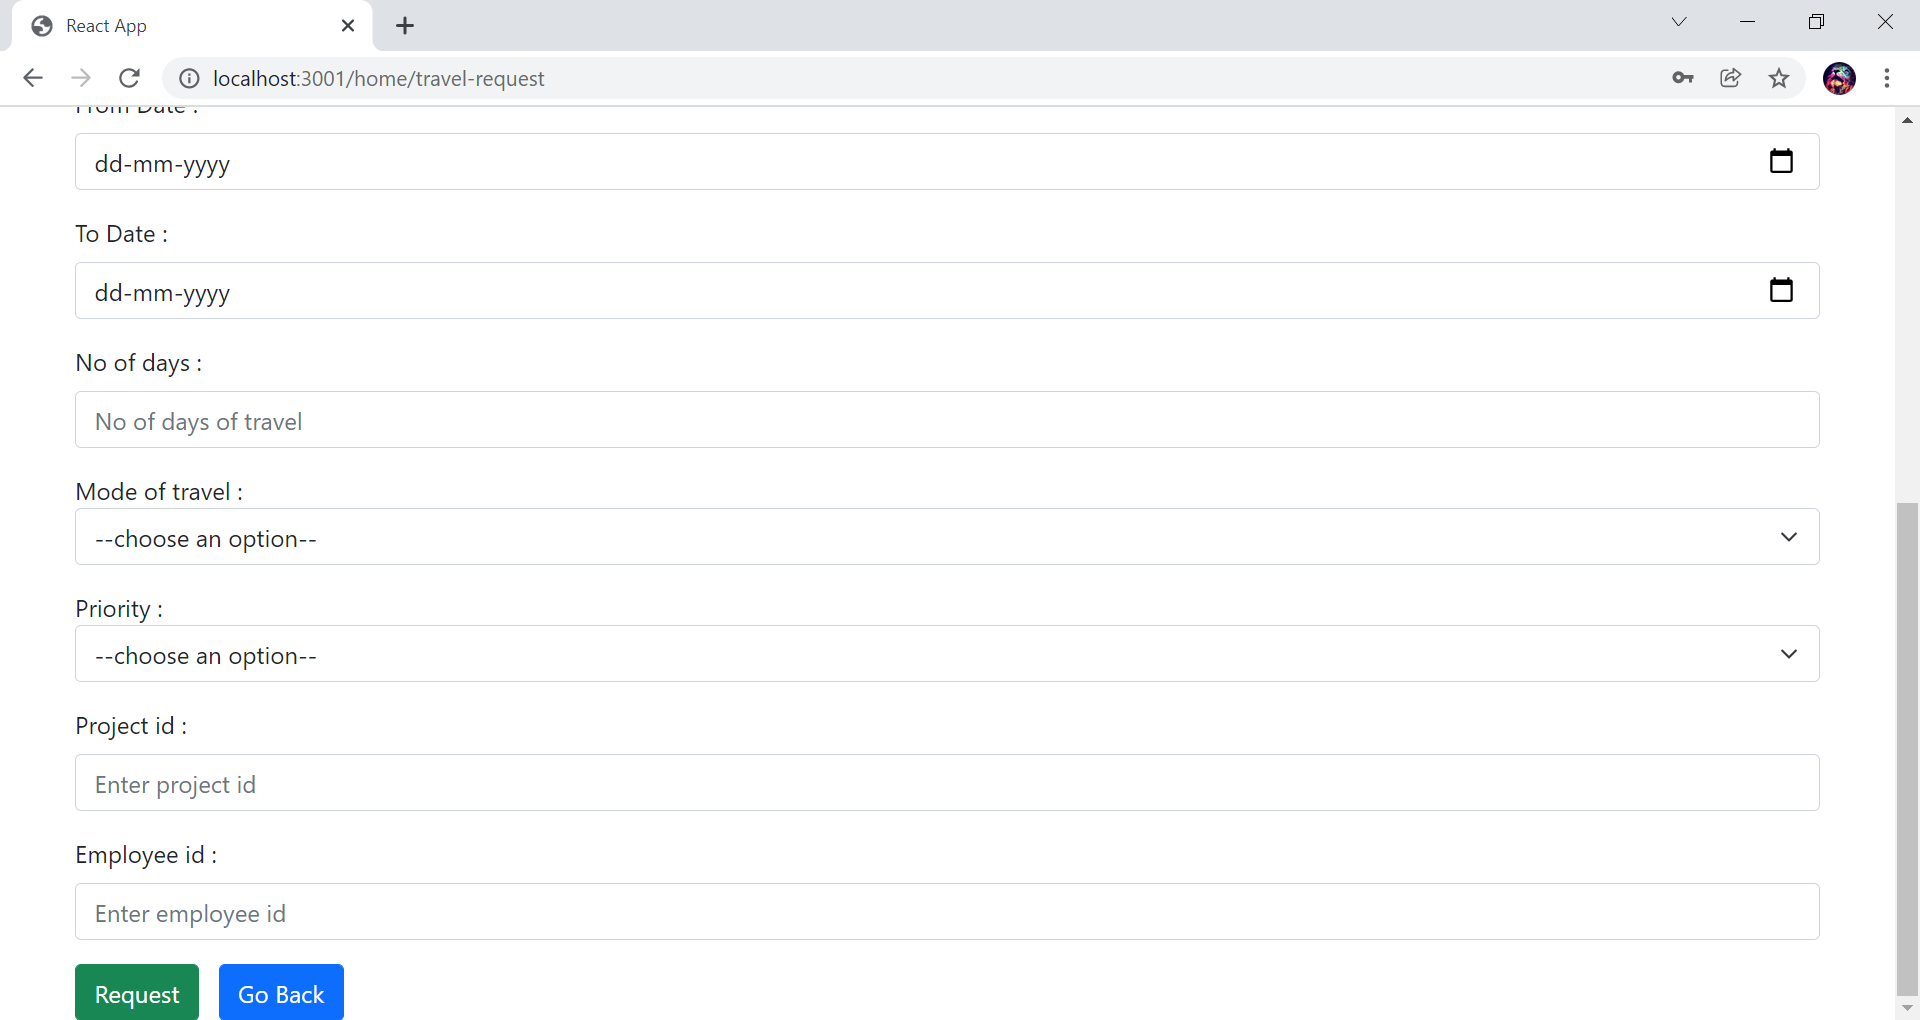 React App
localhost:3001/home/travel-request
From Date :
dd-mm-yyyy
To Date :
dd-mm-yyyy
No of days :
No of days of travel
Mode of travel :
--choose an option--
Priority :
--choose an option--
Project id :
Enter project id
Employee id :
Enter employee id
Request Go Back